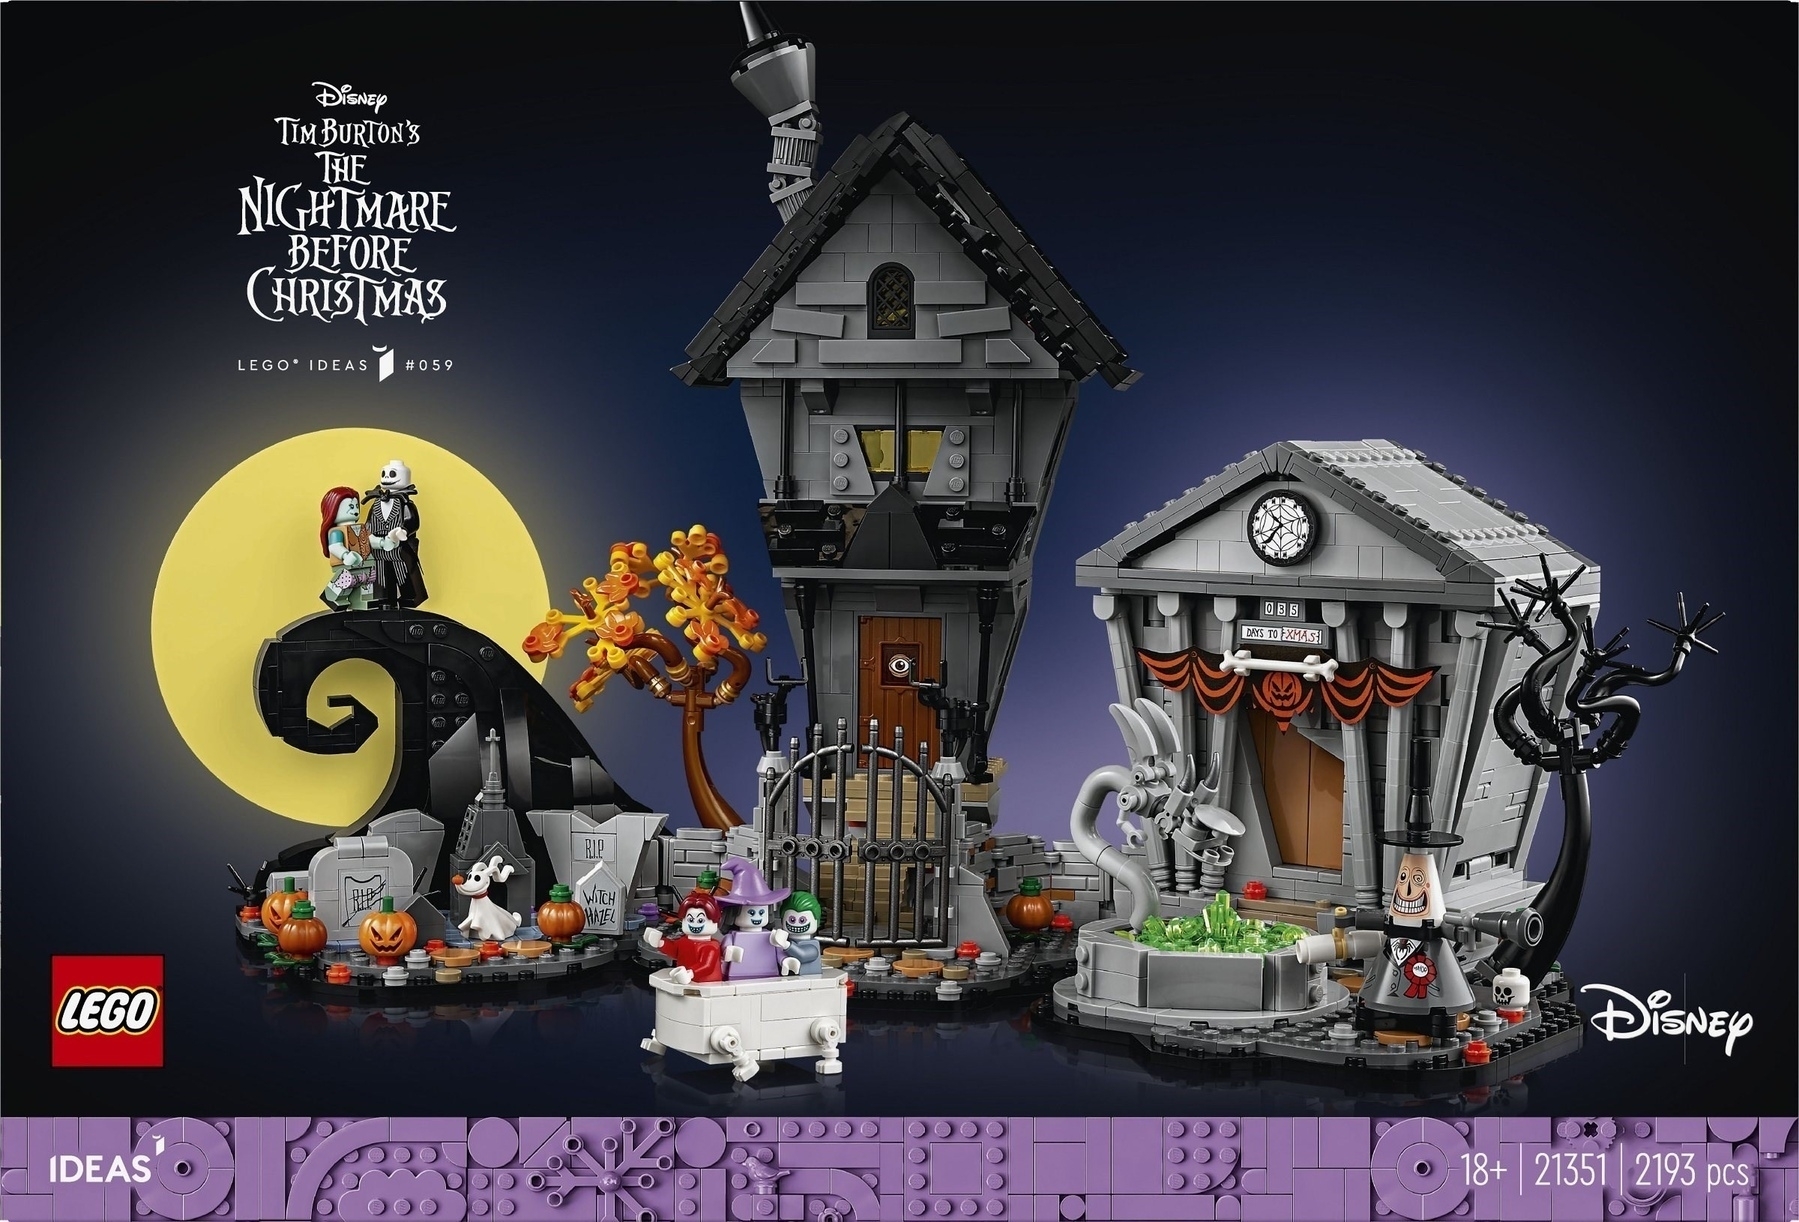 Disney
TIM BURTON'S
THE
NIGHTMARE
BEFORE
CHRISTMAS
LEGO® IDEAS #059
035
DAYS TO XMAS!
R.I.P
R.I.P
WITCH
HAZEL
MAYOR
LEGO
Disney
IDEAS
18+ | 21351 | 2193 pcs